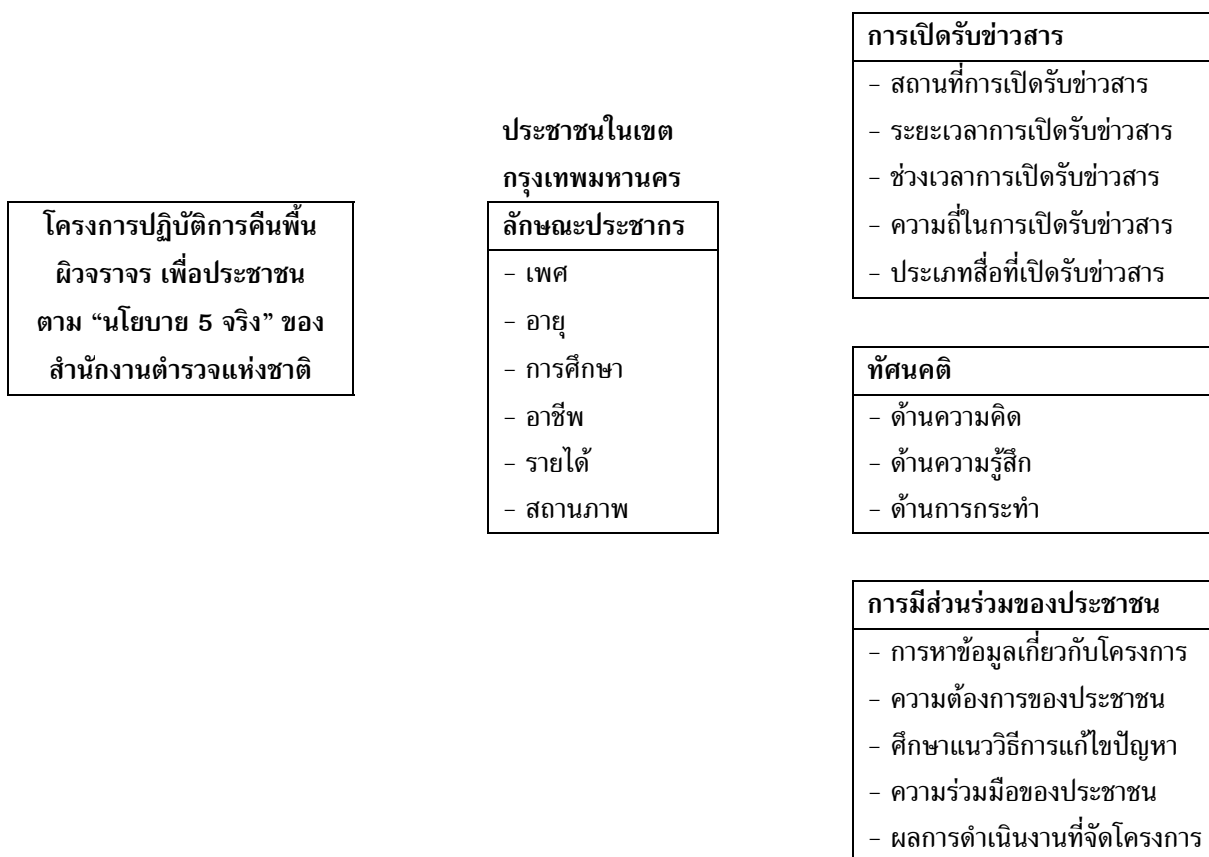 โครงการปฏิบัติการคืนพื้น
ผิวจราจร เพื่อประชาชน
ตาม “นโยบาย 5 จริง” ของ
สำนักงานตำรวจแห่งชาติ
ประชาชนในเขต
กรุงเทพมหานคร
ลักษณะประชากร
– เพศ
– อายุ
– การศึกษา
– อาชีพ
– รายได้
– สถานภาพ
การเปิดรับข่าวสาร
– สถานที่การเปิดรับข่าวสาร
– ระยะเวลาการเปิดรับข่าวสาร
– ช่วงเวลาการเปิดรับข่าวสาร
– ความถี่ในการเปิดรับข่าวสาร
– ประเภทสื่อที่เปิดรับข่าวสาร
ทัศนคติ
– ด้านความคิด
– ด้านความรู้สึก
– ด้านการกระทำ
การมีส่วนร่วมของประชาชน
– การหาข้อมูลเกี่ยวกับโครงการ
– ความต้องการของประชาชน
– ศึกษาแนววิธีการแก้ไขปัญหา
– ความร่วมมือของประชาชน
– ผลการดำเนินงานที่จัดโครงการ